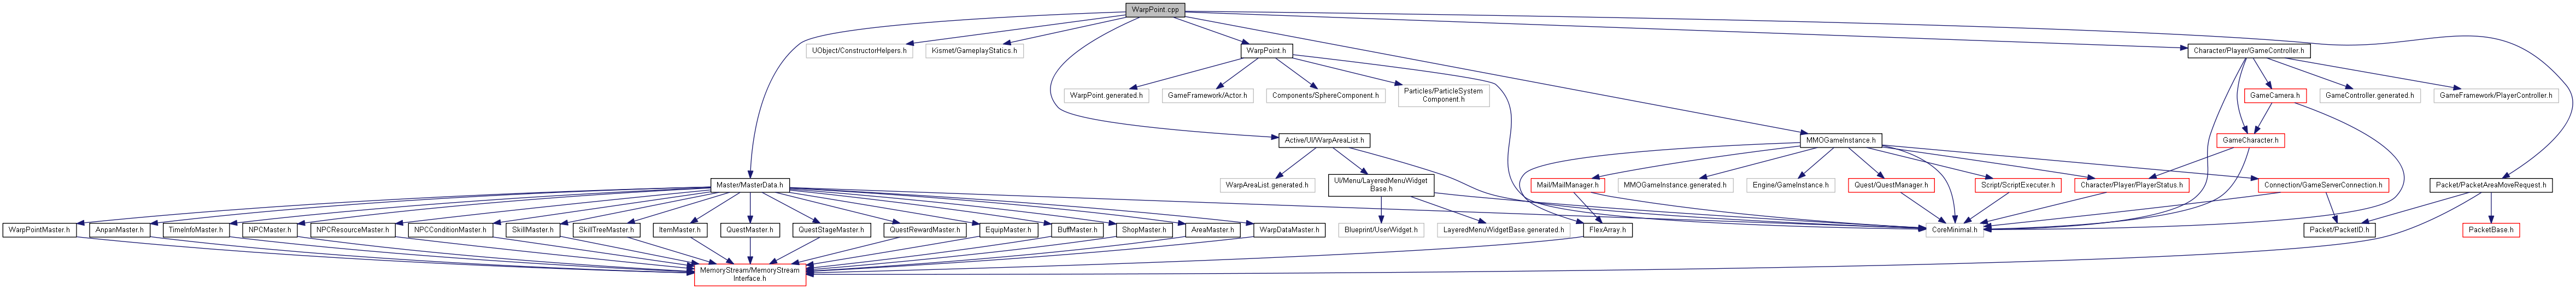 WarpPoint.cpp
UObject/ConstructorHelpers.h
Kismet/GameplayStatics.h
WarpPoint.h
Character/Player/GameController.h
WarpPoint.generated.h
GameFramework/Actor.h
Components/SphereComponent.h
Particles/ParticleSystem
Component.h
GameCamera.h
GameController.generated.h
GameFramework/PlayerController.h
Active/UI/WarpAreaList.h
MMOGameInstance.h
GameCharacter.h
Master/MasterData.h
WarpAreaList.generated.h
UI/Menu/LayeredMenuWidget
Base.h
Mail/MailManager.h
MMOGameInstance.generated.h
Engine/GameInstance.h
Quest/QuestManager.h
Script/ScriptExecuter.h
Character/Player/PlayerStatus.h
Connection/GameServerConnection.h
Packet/PacketAreaMoveRequest.h
WarpPointMaster.h
AnpanMaster.h
TimeInfoMaster.h
NPCMaster.h
NPCResourceMaster.h
NPCConditionMaster.h
SkillMaster.h
SkillTreeMaster.h
ItemMaster.h
QuestMaster.h
QuestStageMaster.h
QuestRewardMaster.h
EquipMaster.h
BuffMaster.h
ShopMaster.h
AreaMaster.h
WarpDataMaster.h
Blueprint/UserWidget.h
LayeredMenuWidgetBase.generated.h
FlexArray.h
CoreMinimal.h
Packet/PacketID.h
PacketBase.h
MemoryStream/MemoryStream
Interface.h